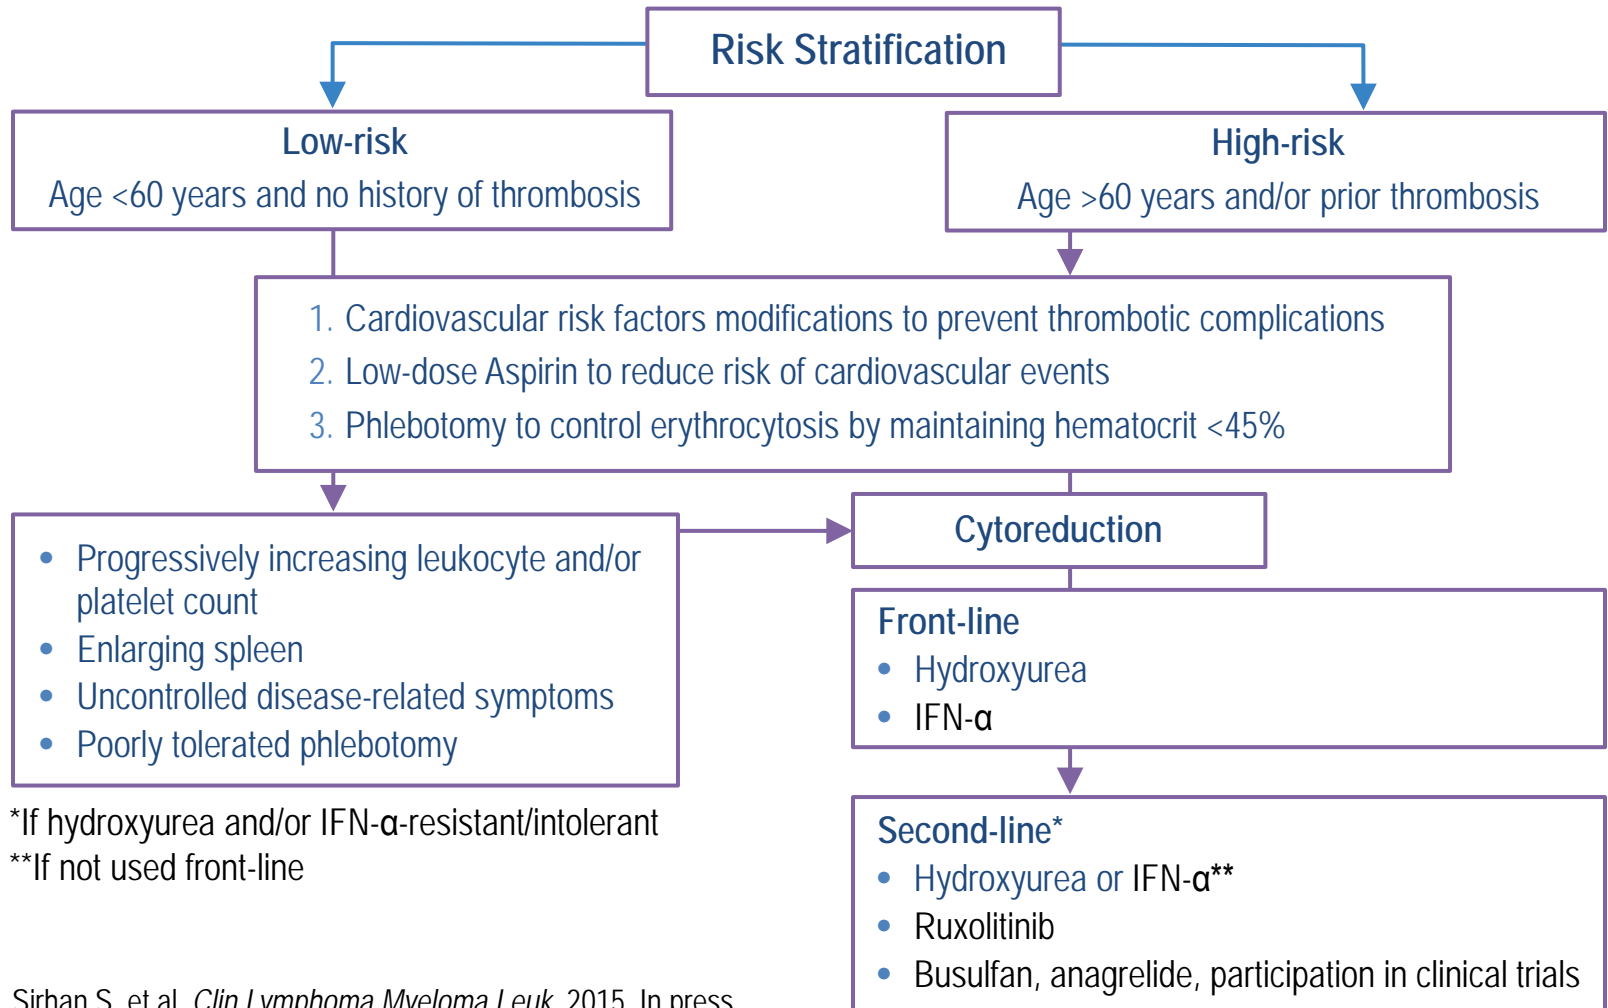 Risk Stratification
Low-risk
Age <60 years and no history of thrombosis
High-risk
Age >60 years and/or prior thrombosis
1. Cardiovascular risk factors modifications to prevent thrombotic complications
2. Low-dose Aspirin to reduce risk of cardiovascular events
3. Phlebotomy to control erythrocytosis by maintaining hematocrit <45%
• Progressively increasing leukocyte and/or
platelet count
• Enlarging spleen
• Uncontrolled disease-related symptoms
• Poorly tolerated phlebotomy
Cytoreduction
Front-line
• Hydroxyurea
• IFN-α
Second-line*
• Hydroxyurea or IFN-α**
• Ruxolitinib
• Busulfan, anagrelide, participation in clinical trials
*If hydroxyurea and/or IFN-α-resistant/intolerant
**If not used front-line
Sirhan S, et al. Clin Lymphoma Myeloma Leuk. 2015. In press